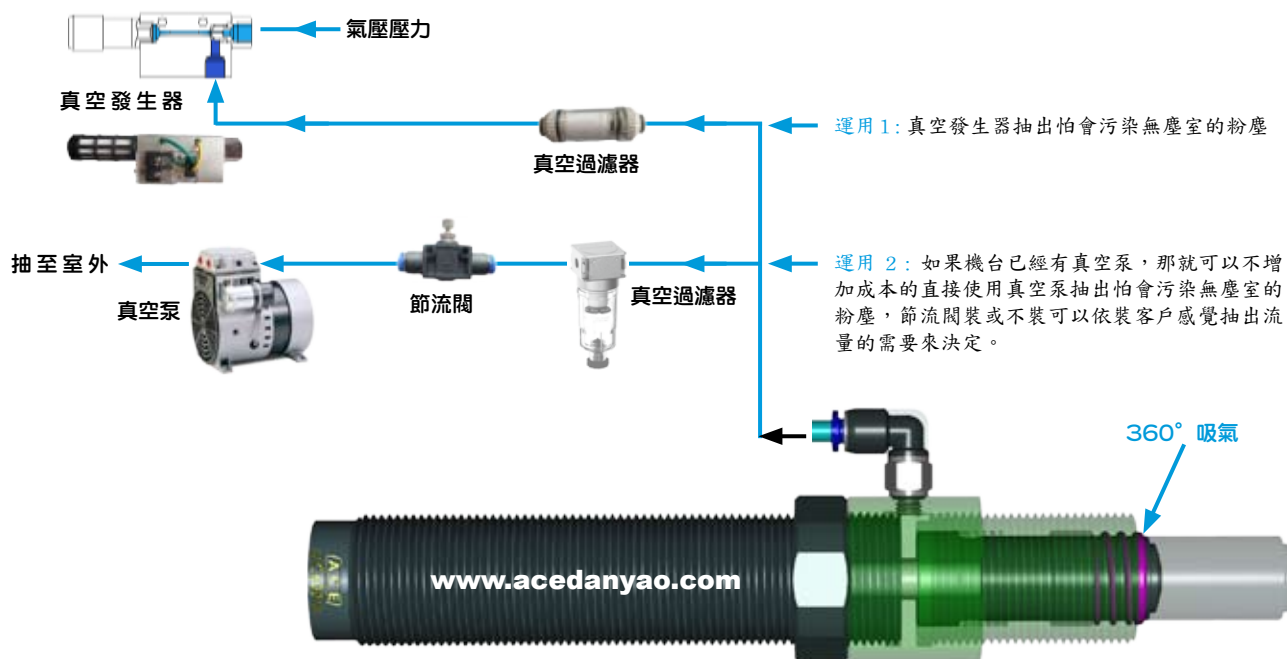 氣壓壓力
真空發生器
運用1：真空發生器抽出怕會污染無塵室的粉塵
真空過濾器
抽至室外
真空泵
節流閥
真空過濾器
運用 2：如果機台已經有真空泵，那就可以不增
加成本的直接使用真空泵抽出怕會污染無塵室的
粉塵，節流閥裝或不裝可以依裝客戶感覺抽出流
量的需要來決定。
360° 吸氣
www.acedanyao.com